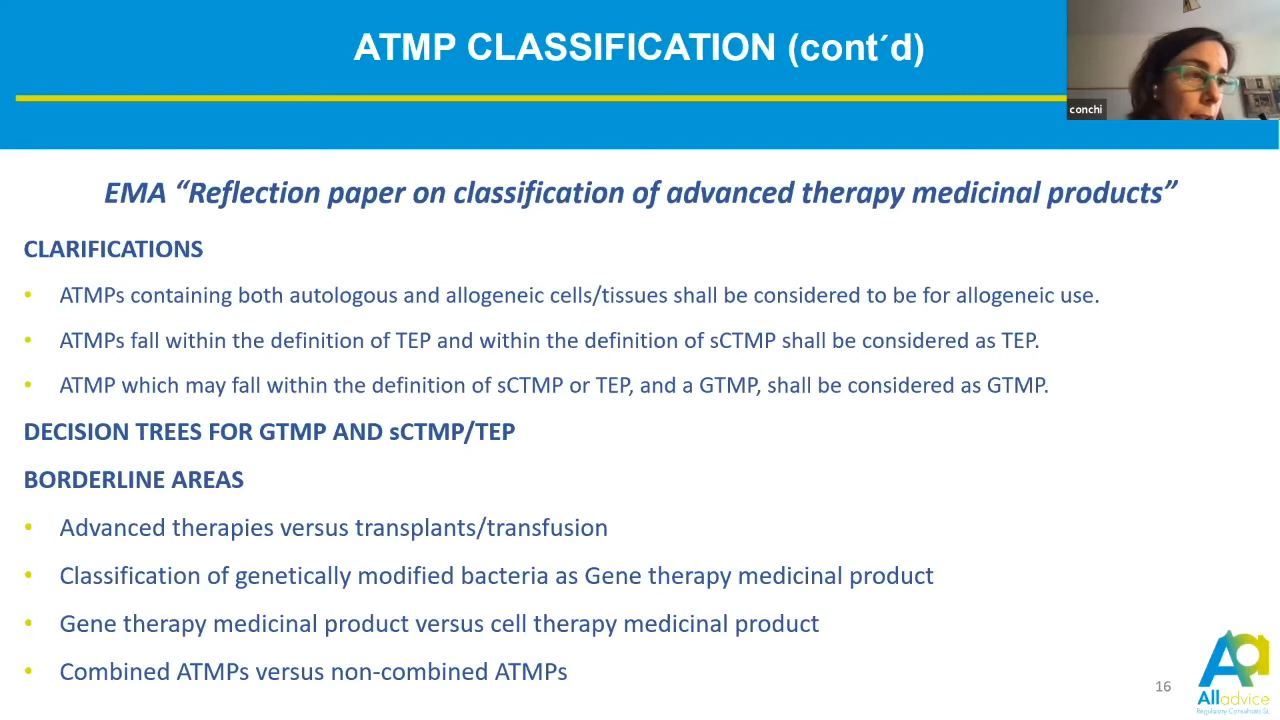 ATMP CLASSIFICATION (cont´d)
conchi
EMA “Reflection paper on classification of advanced therapy medicinal products”
CLARIFICATIONS
• ATMPs containing both autologous and allogeneic cells/tissues shall be considered to be for allogeneic use.
• ATMPs fall within the definition of TEP and within the definition of sCTMP shall be considered as TEP.
• ATMP which may fall within the definition of sCTMP or TEP, and a GTMP, shall be considered as GTMP.
DECISION TREES FOR GTMP AND sCTMP/TEP
BORDERLINE AREAS
• Advanced therapies versus transplants/transfusion
• Classification of genetically modified bacteria as Gene therapy medicinal product
• Gene therapy medicinal product versus cell therapy medicinal product
• Combined ATMPs versus non-combined ATMPs
16
Alladvice
Regulatory Consultants SL